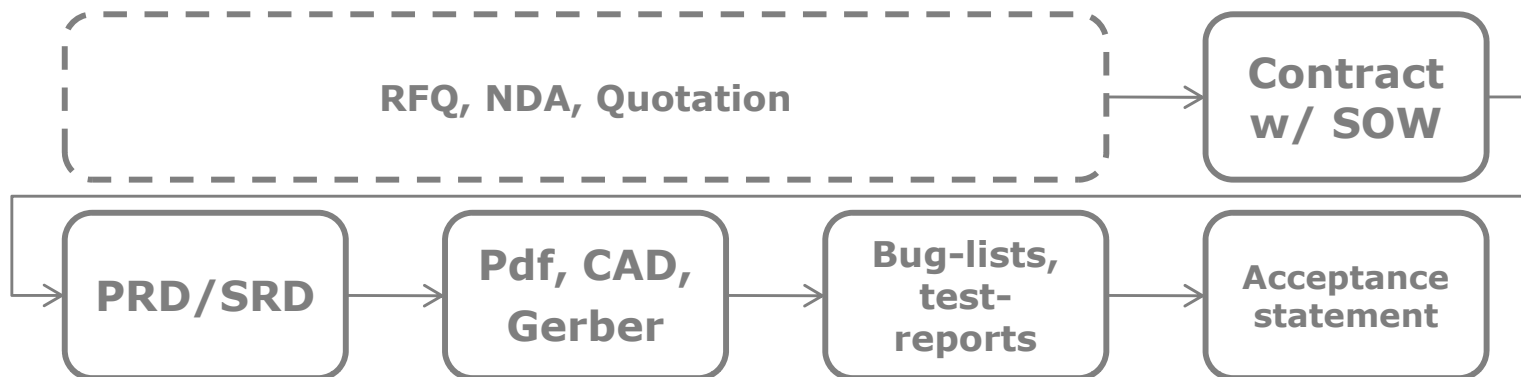 RFQ, NDA, Quotation
Contract
w/ SOW
PRD/SRD
Pdf, CAD,
Gerber
Bug-lists,
test-
reports
Acceptance
statement